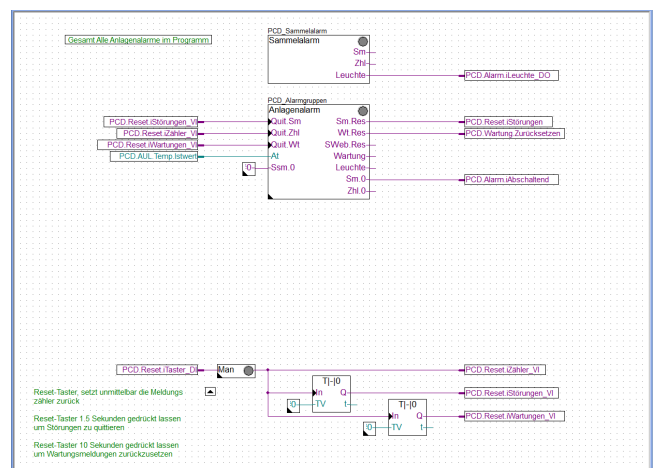 PCD_Sammelalarm
Gesamt Alle Anlagenalarme im Programm
Sammelalarm
Sm
Zhl
Leuchte
PCD.Alarm.iLeuchte_DO
PCD_Alarmgruppen
Anlagenalarm
PCD.Reset.iStörungen_VI
Quit.Sm
Sm.Res
PCD.Reset.iStörungen
PCD.Reset.iZähler_VI
Quit.Zhl
Wt.Res
PCD.Wartung.Zurücksetzen
PCD.Reset.iWartungen_VI
Quit.Wt
SWeb.Res
PCD.AUL.Temp.Istwert
At
Wartung
:0
Ssm.0
Leuchte
Sm.0
PCD.Alarm.iAbschaltend
Zhl.0
PCD.Reset.iTaster_DI
Man
PCD.Reset.iZähler_VI
T|-|0
In
Q
PCD.Reset.iStörungen_VI
:0
TV
t
T|-|0
In
Q
PCD.Reset.iWartungen_VI
:0
TV
t
Reset-Taster, setzt unmittelbar die Meldungs
zähler zurück
Reset-Taster 1.5 Sekunden gedrückt lassen
um Störungen zu quittieren
Reset-Taster 10 Sekunden gedrückt lassen
um Wartungsmeldungen zurückzusetzen